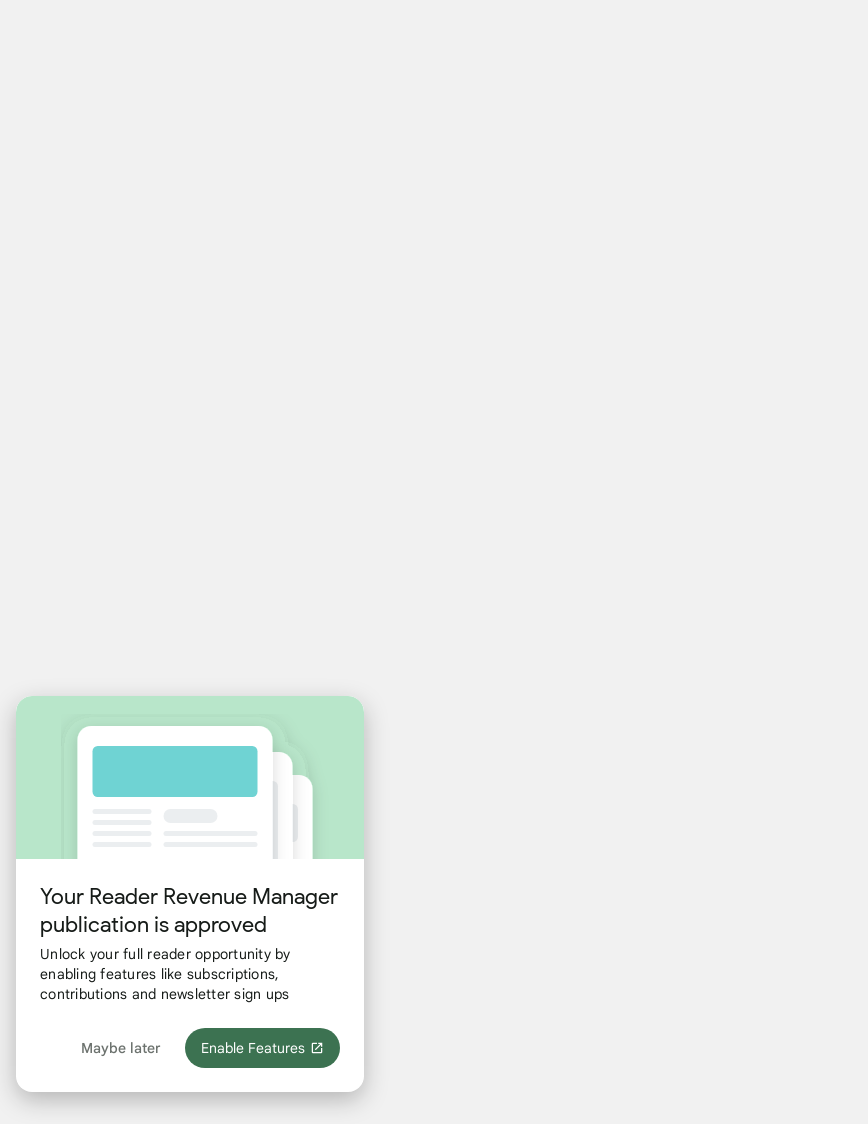 Your Reader Revenue Manager
publication is approved
Unlock your full reader opportunity by
enabling features like subscriptions,
contributions and newsletter sign ups
Maybe later
Enable Features